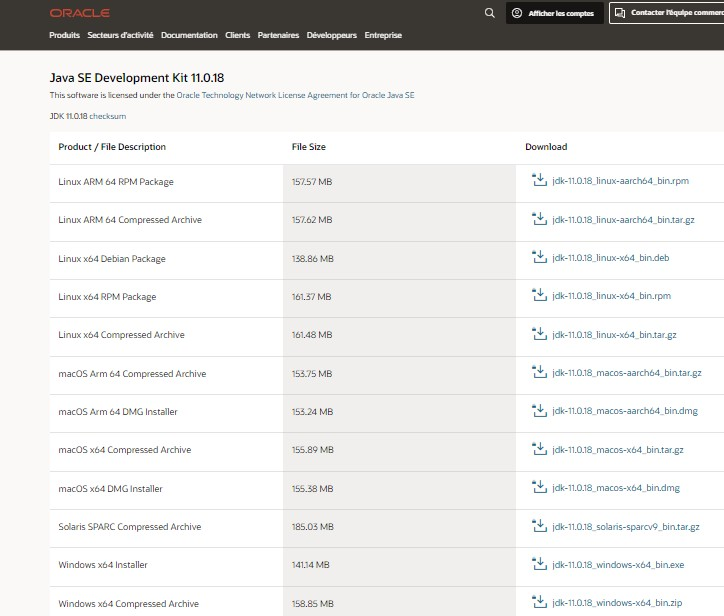 ORACLE
Afficher les comptes
Contacter l'équipe commerc
Produits Secteurs d'activité Documentation Clients Partenaires Développeurs Entreprise
Java SE Development Kit 11.0.18
This software is licensed under the Oracle Technology Network License Agreement for Oracle Java SE
JDK 11.0.18 checksum
Product / File Description File Size Download
Linux ARM 64 RPM Package 157.57 MB jdk-11.0.18_linux-aarch64_bin.rpm
Linux ARM 64 Compressed Archive 157.62 MB jdk-11.0.18_linux-aarch64_bin.tar.gz
Linux x64 Debian Package 138.86 MB jdk-11.0.18_linux-x64_bin.deb
Linux x64 RPM Package 161.37 MB jdk-11.0.18_linux-x64_bin.rpm
Linux x64 Compressed Archive 161.48 MB jdk-11.0.18_linux-x64_bin.tar.gz
macOS Arm 64 Compressed Archive 153.75 MB jdk-11.0.18_macos-aarch64_bin.tar.gz
macOS Arm 64 DMG Installer 153.24 MB jdk-11.0.18_macos-aarch64_bin.dmg
macOS x64 Compressed Archive 155.89 MB jdk-11.0.18_macos-x64_bin.tar.gz
macOS x64 DMG Installer 155.38 MB jdk-11.0.18_macos-x64_bin.dmg
Solaris SPARC Compressed Archive 185.03 MB jdk-11.0.18_solaris-sparcv9_bin.tar.gz
Windows x64 Installer 141.14 MB jdk-11.0.18_windows-x64_bin.exe
Windows x64 Compressed Archive 158.85 MB jdk-11.0.18_windows-x64_bin.zip